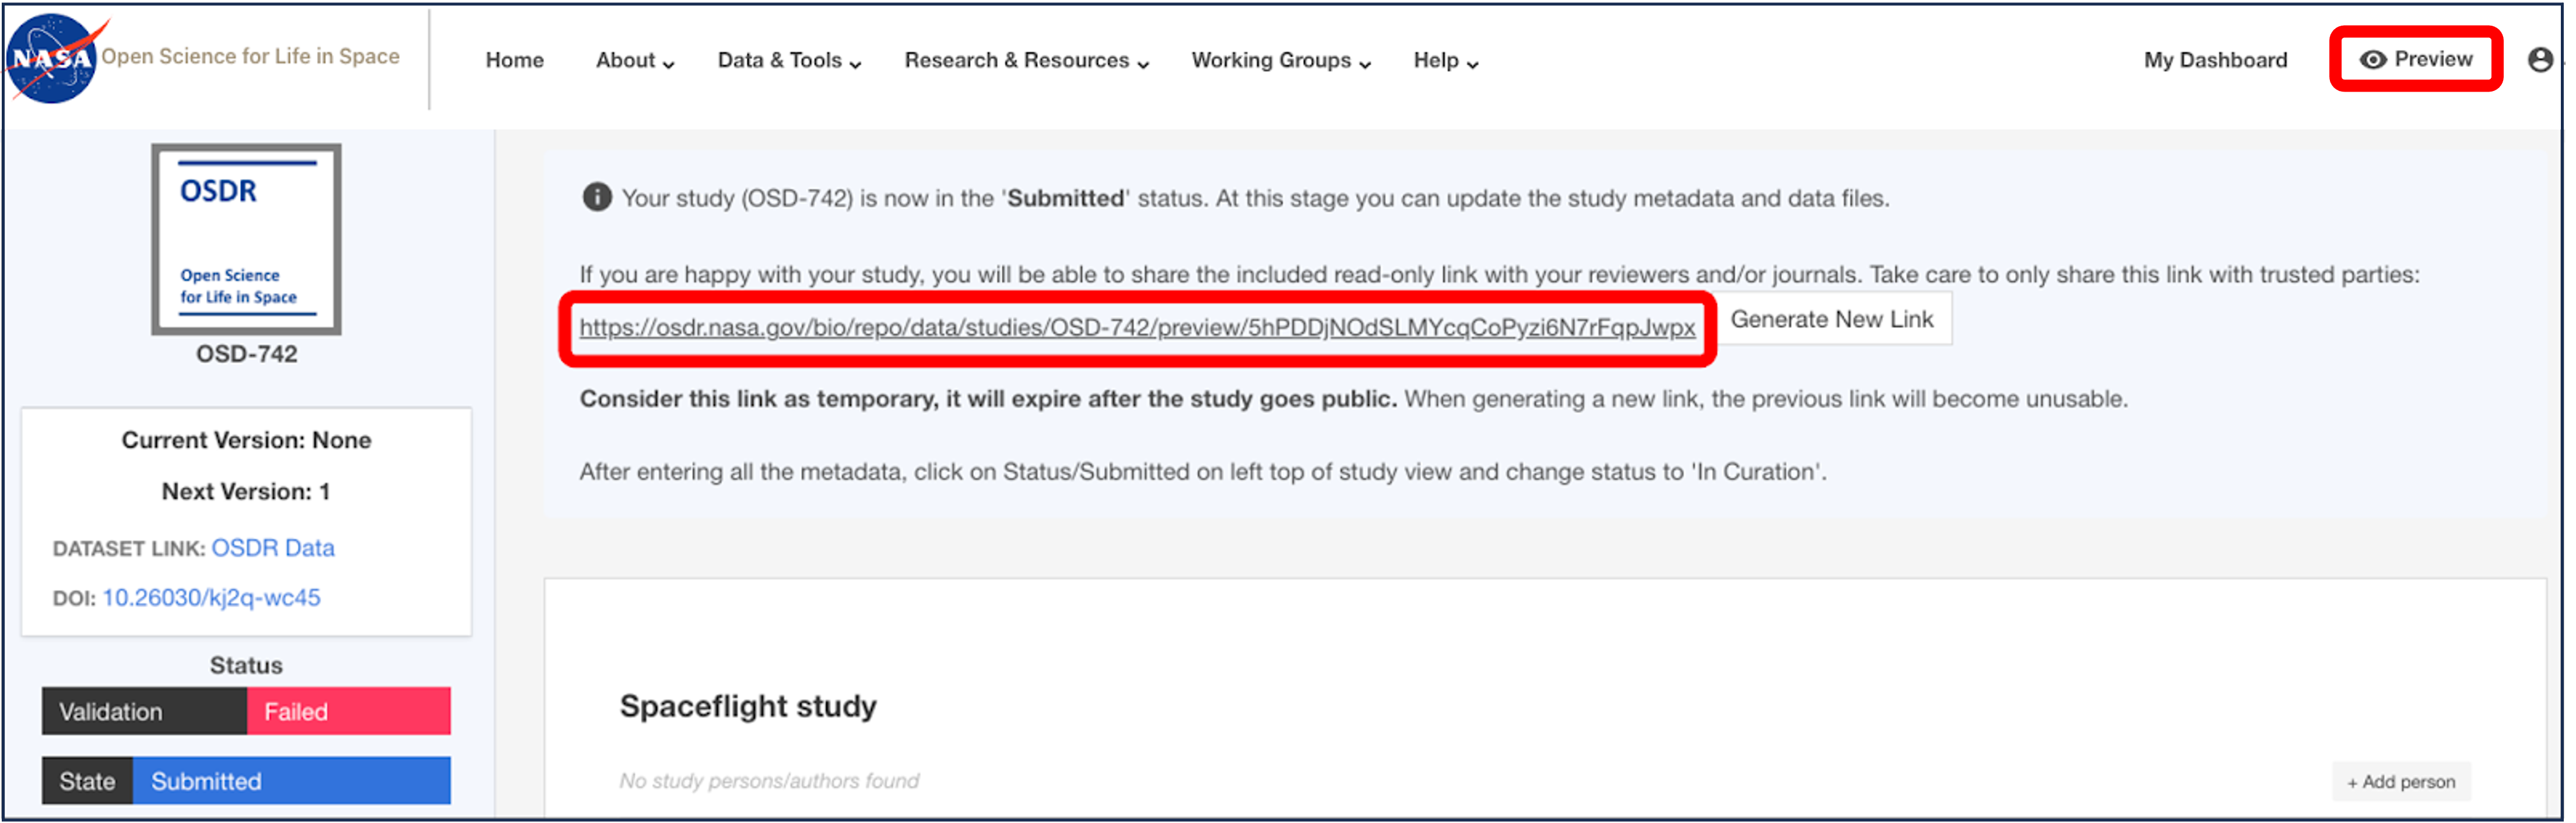 NASA
Open Science for Life in Space
Home
About
Data & Tools
Research & Resources
Working Groups
Help
My Dashboard
Preview
OSDR
Open Science
for Life in Space
OSD-742
Current Version: None
Next Version: 1
DATASET LINK: OSDR Data
DOI: 10.26030/kj2q-wc45
Status
Validation Failed
State Submitted
Your study (OSD-742) is now in the 'Submitted' status. At this stage you can update the study metadata and data files.
If you are happy with your study, you will be able to share the included read-only link with your reviewers and/or journals. Take care to only share this link with trusted parties:
https://osdr.nasa.gov/bio/repo/data/studies/OSD-742/preview/5hPDDjNOdSLMYcqCoPyzi6N7rFqpJwpx
Generate New Link
Consider this link as temporary, it will expire after the study goes public. When generating a new link, the previous link will become unusable.
After entering all the metadata, click on Status/Submitted on left top of study view and change status to 'In Curation'.
Spaceflight study
No study persons/authors found
+ Add person